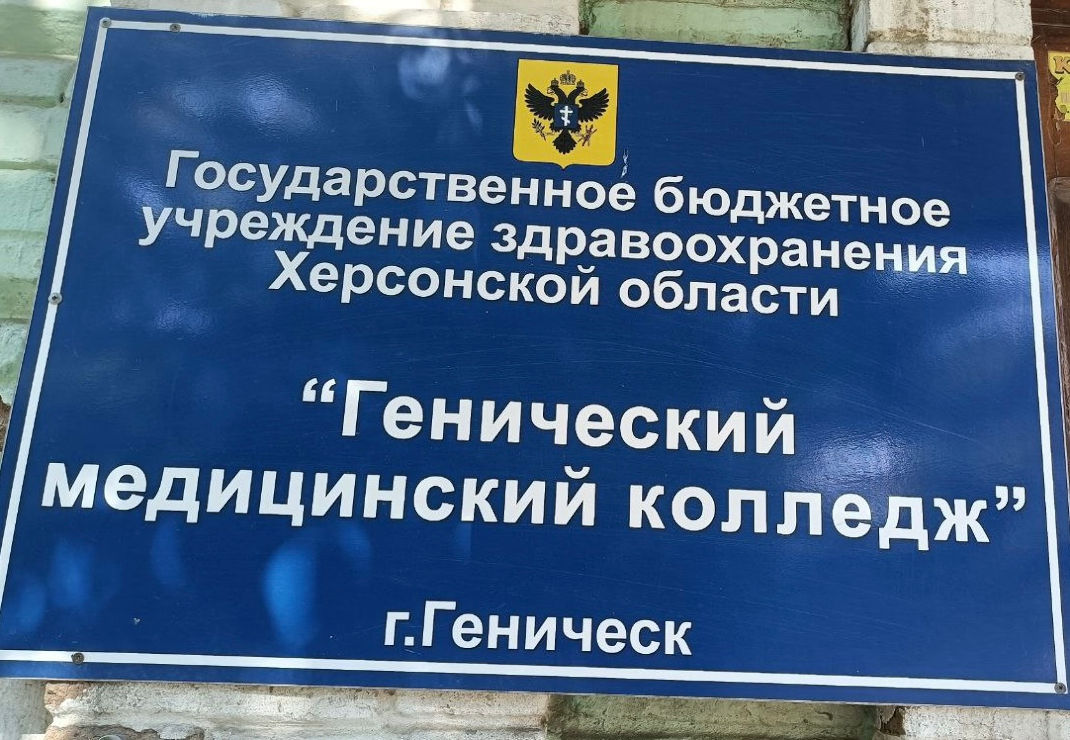 Государственное бюджетное
учреждение здравоохранения
Херсонской области
“Генический
медицинский колледж”
г.Геническ